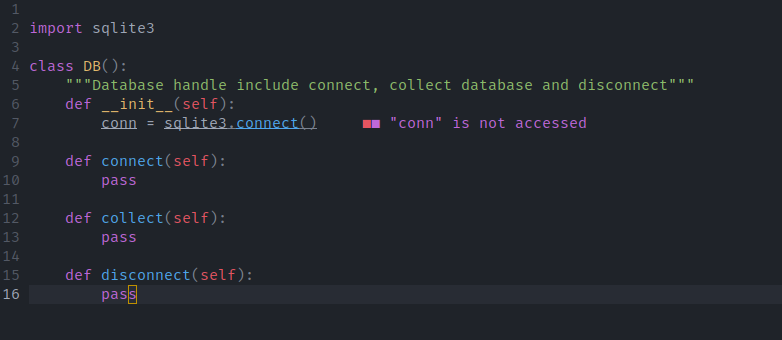 1
2 import sqlite3
3
4 class DB():
5     """Database handle include connect, collect database and disconnect"""
6     def __init__(self):
7         conn = sqlite3.connect()     ■■ "conn" is not accessed
8
9     def connect(self):
10         pass
11
12     def collect(self):
13         pass
14
15     def disconnect(self):
16         pass